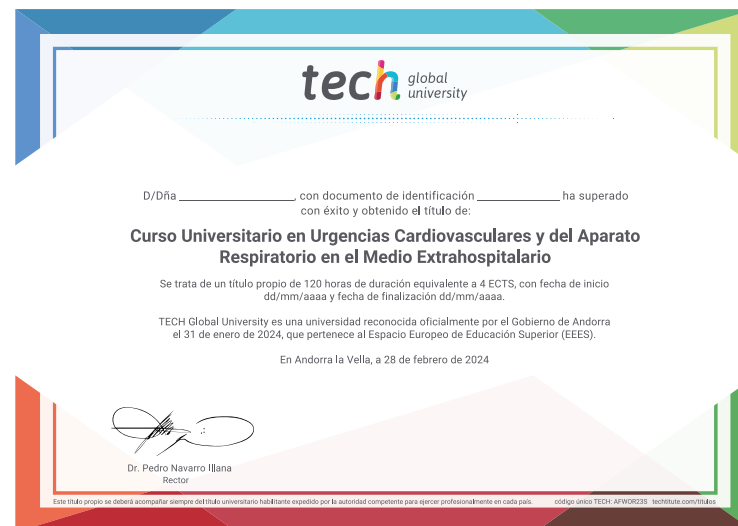 tech global university
D/Dña ____________________, con documento de identificación ______________ ha superado
con éxito y obtenido el título de:
Curso Universitario en Urgencias Cardiovasculares y del Aparato
Respiratorio en el Medio Extrahospitalario
Se trata de un título propio de 120 horas de duración equivalente a 4 ECTS, con fecha de inicio
dd/mm/aaaa y fecha de finalización dd/mm/aaaa.
TECH Global University es una universidad reconocida oficialmente por el Gobierno de Andorra
el 31 de enero de 2024, que pertenece al Espacio Europeo de Educación Superior (EEES).
En Andorra la Vella, a 28 de febrero de 2024
Dr. Pedro Navarro Illana
Rector
Este título propio se deberá acompañar siempre del título universitario habilitante expedido por la autoridad competente para ejercer profesionalmente en cada país. código único TECH: AFWOR23S techtitute.com/titulos